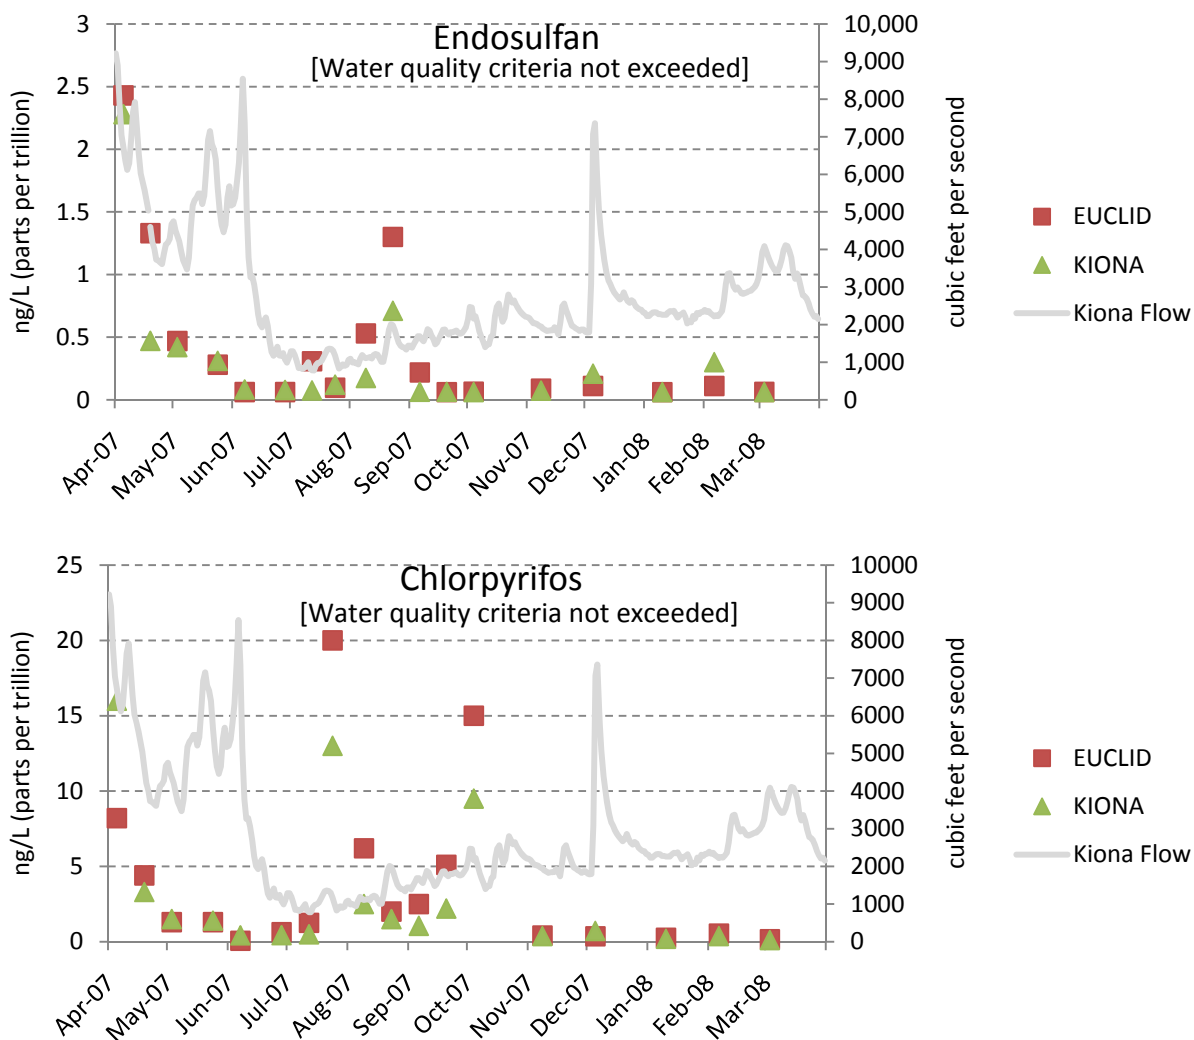 Endosulfan
[Water quality criteria not exceeded]
ng/L (parts per trillion)
3
2.5
2
1.5
1
0.5
0
10,000
9,000
8,000
7,000
6,000
5,000
4,000
3,000
2,000
1,000
0
cubic feet per second
Apr-07
May-07
Jun-07
Jul-07
Aug-07
Sep-07
Oct-07
Nov-07
Dec-07
Jan-08
Feb-08
Mar-08
EUCLID
KIONA
Kiona Flow
Chlorpyrifos
[Water quality criteria not exceeded]
ng/L (parts per trillion)
25
20
15
10
5
0
10000
9000
8000
7000
6000
5000
4000
3000
2000
1000
0
cubic feet per second
Apr-07
May-07
Jun-07
Jul-07
Aug-07
Sep-07
Oct-07
Nov-07
Dec-07
Jan-08
Feb-08
Mar-08
EUCLID
KIONA
Kiona Flow